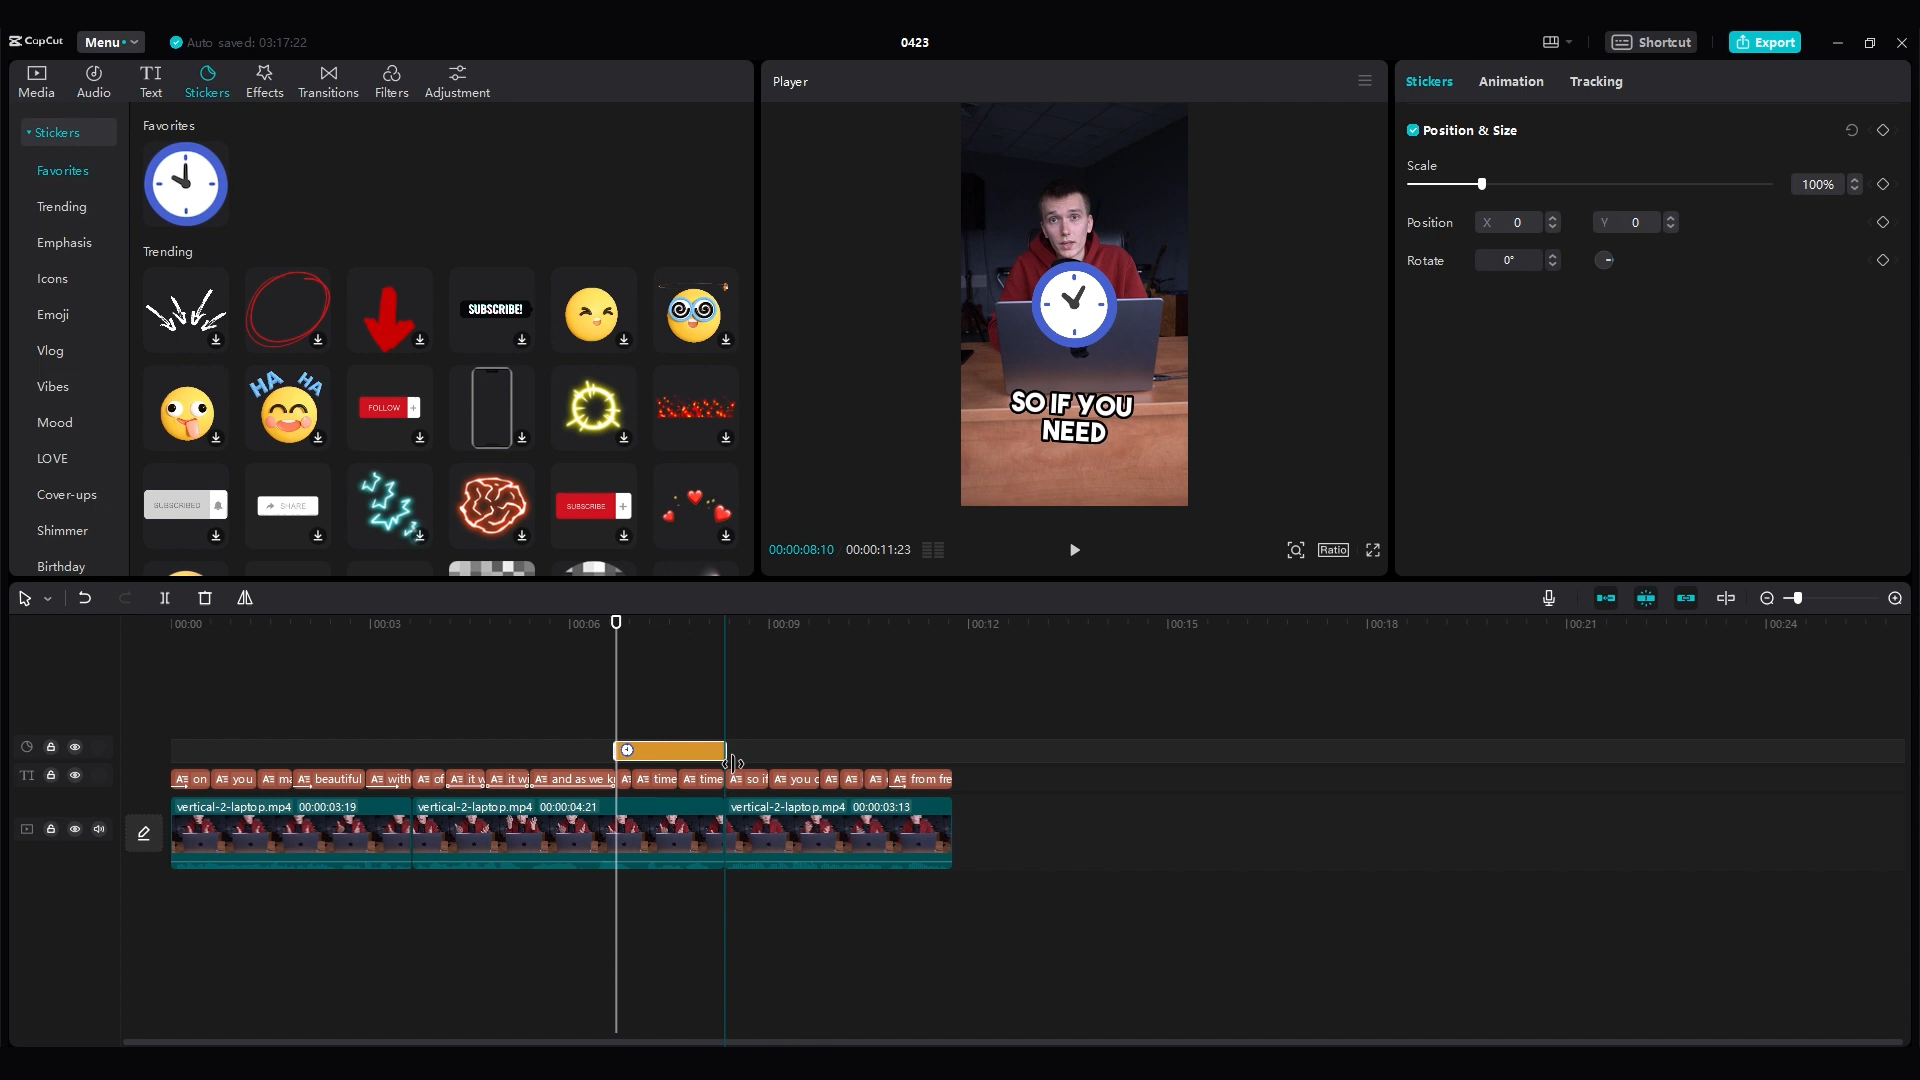 CapCut
Menu
Auto saved: 03:17:22
0423
Shortcut
Export
Media
Audio
TI
Text
Stickers
Effects
Transitions
Filters
Adjustment
Player
Stickers
Animation
Tracking
Stickers
Favorites
Trending
Emphasis
Icons
Emoji
Vlog
Vibes
Mood
LOVE
Cover-ups
Shimmer
Birthday
Favorites
Trending
SUBSCRIBE!
HA HA
FOLLOW +
SUBSCRIBED
SHARE
SUBSCRIBE +
SO IF YOU
NEED
00:00:08:10
00:00:11:23
Ratio
Position & Size
Scale
100%
Position
X 0
Y 0
Rotate
0°
00:00
00:03
00:06
00:09
00:12
00:15
00:18
00:21
00:24
TI
on
you
beautiful
with
of
it wi
and as we k
time
time
so if
you c
from fre
vertical-2-laptop.mp4 00:00:03:19
vertical-2-laptop.mp4 00:00:04:21
vertical-2-laptop.mp4 00:00:03:13